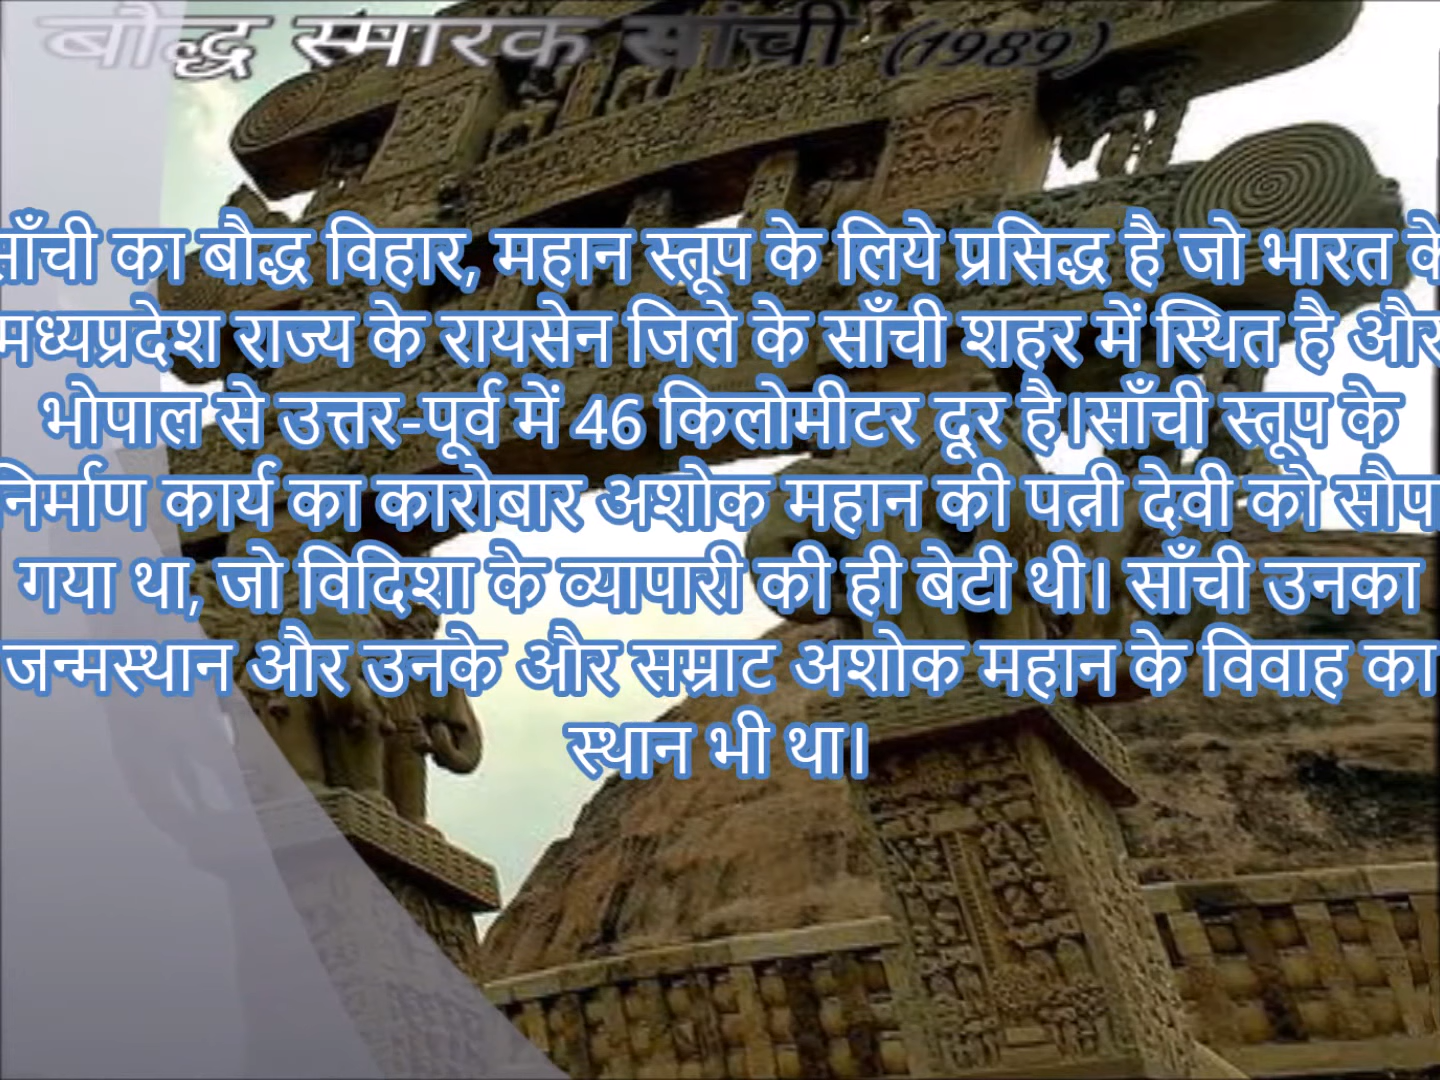 बौद्ध स्मारक सांची (1989)
साँची का बौद्ध विहार, महान स्तूप के लिये प्रसिद्ध है जो भारत के
मध्यप्रदेश राज्य के रायसेन जिले के साँची शहर में स्थित है और
भोपाल से उत्तर-पूर्व में 46 किलोमीटर दूर है।साँची स्तूप के
निर्माण कार्य का कारोबार अशोक महान की पत्नी देवी को सौप
गया था, जो विदिशा के व्यापारी की ही बेटी थी। साँची उनका
जन्मस्थान और उनके और सम्राट अशोक महान के विवाह का
स्थान भी था।